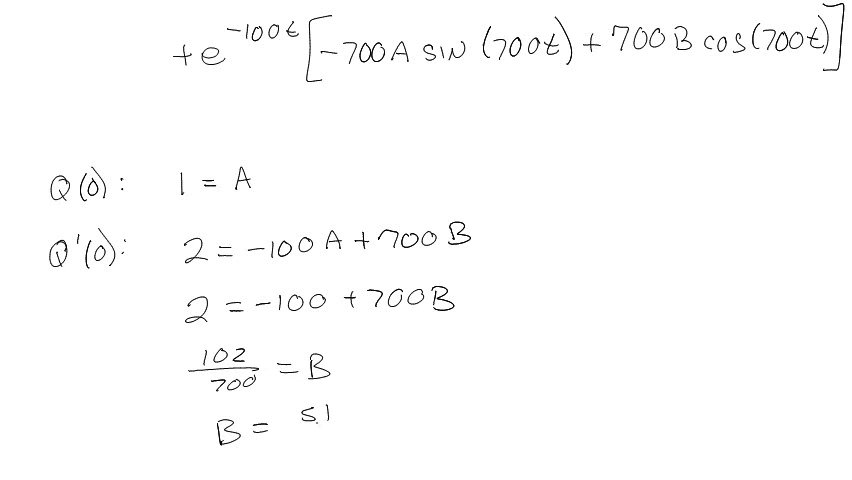 +e^{-100t} [-700A SIN (700t) + 700B cos(700t)]
Q(0): 1 = A
Q'(0): 2 = -100A + 700B
2 = -100 + 700B
102/700 = B
B = 51